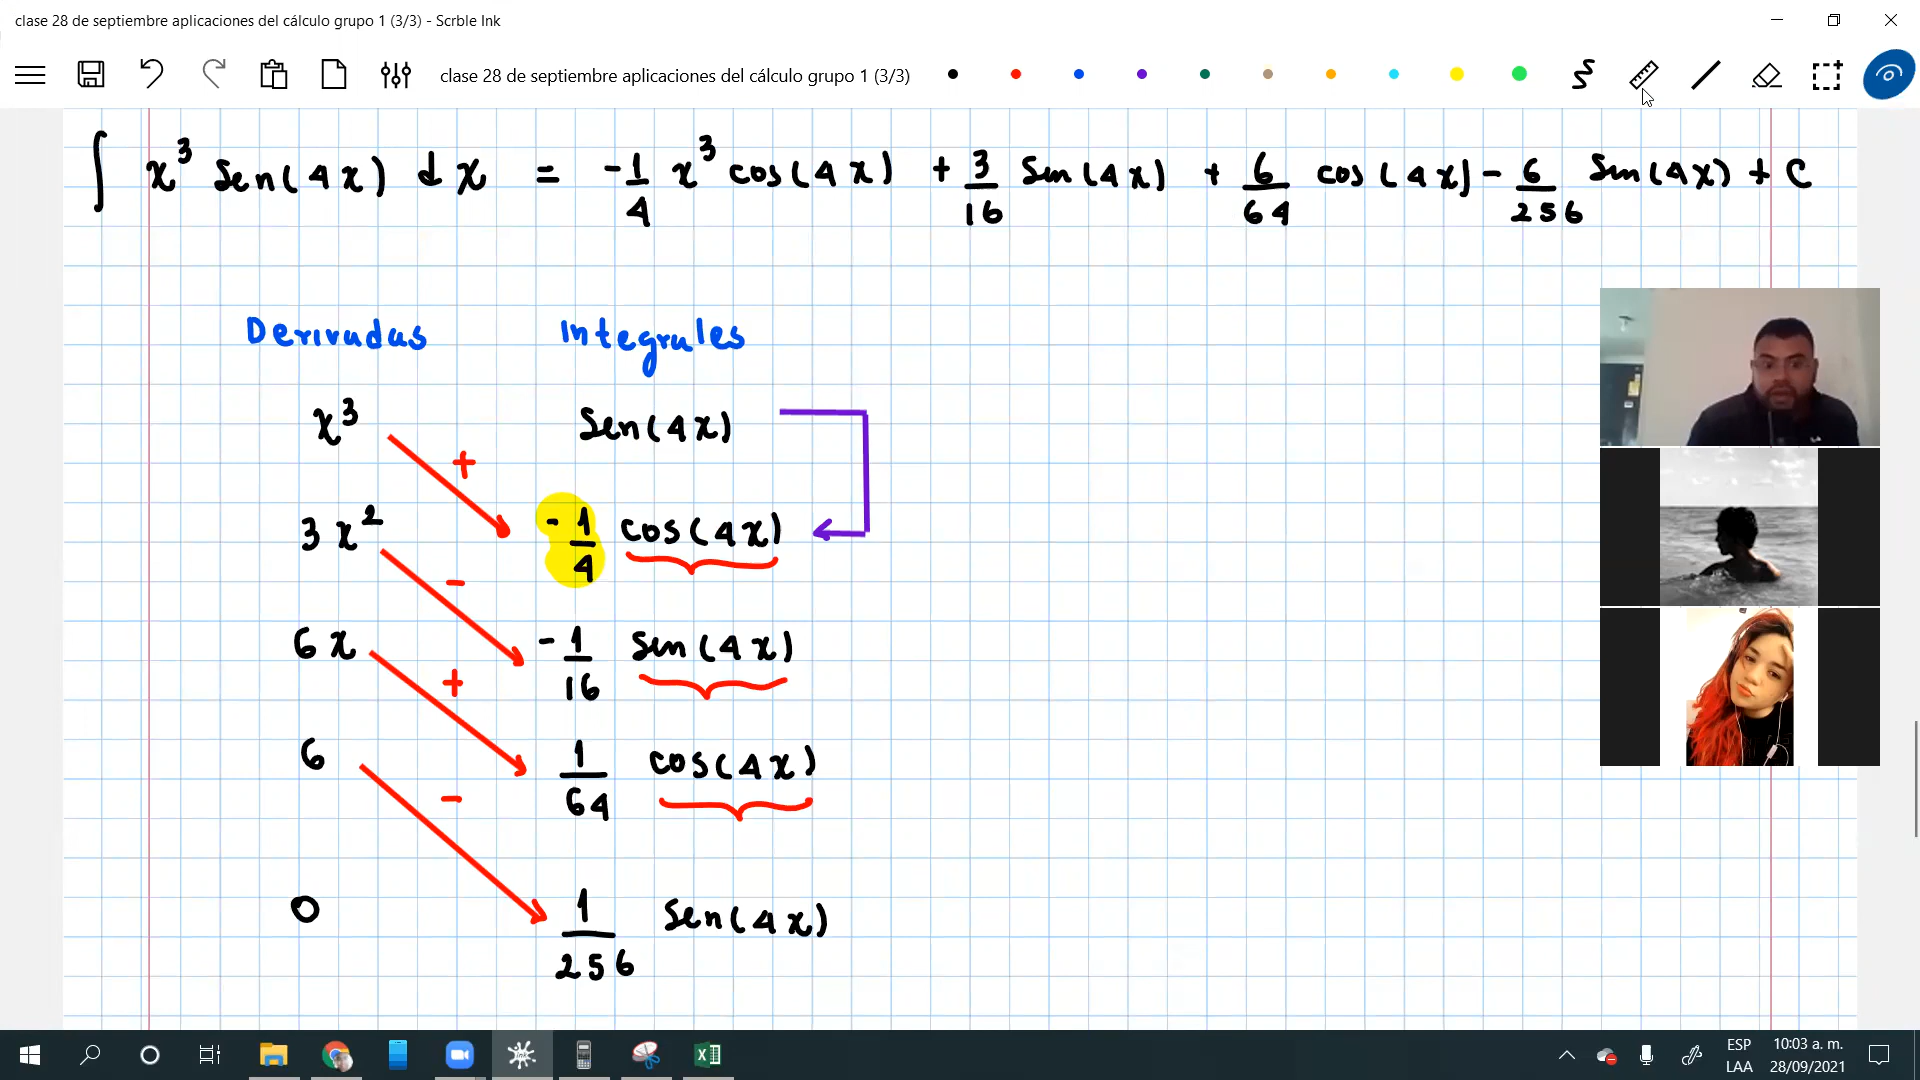 clase 28 de septiembre aplicaciones del cálculo grupo 1 (3/3) - Scrble Ink
clase 28 de septiembre aplicaciones del cálculo grupo 1 (3/3)
∫ x³ Sen(4x) dx = -1/4 x³ cos(4x) + 3/16 Sen(4x) + 6/64 cos(4x) - 6/256 Sen(4x) + C
Derivadas Integrales
x³ Sen(4x)
+
3x² -1/4 cos(4x)
-
6x -1/16 Sen(4x)
+
6 1/64 cos(4x)
-
0 1/256 Sen(4x)
ESP 10:03 a. m.
LAA 28/09/2021